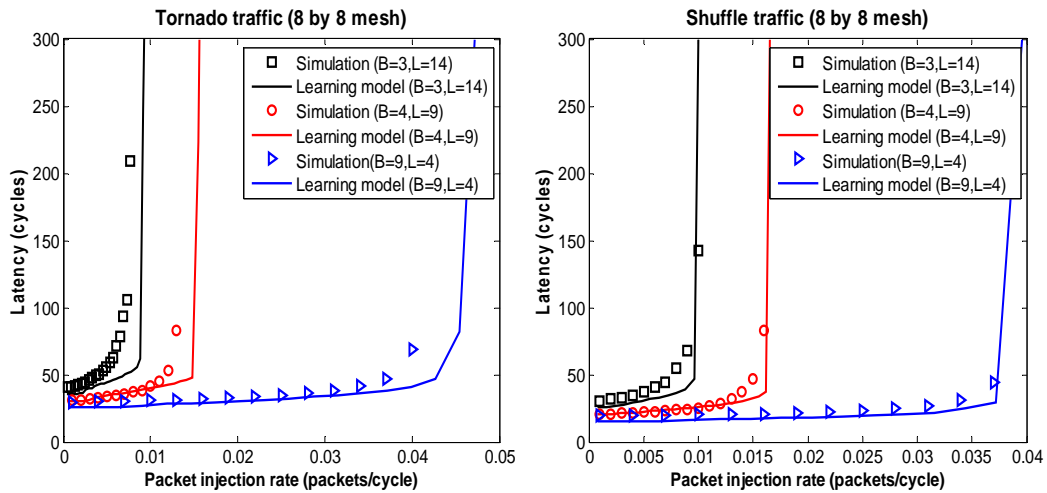 Tornado traffic (8 by 8 mesh)
300
250
200
150
100
50
0
Latency (cycles)
Simulation (B=3,L=14)
Learning model (B=3,L=14)
Simulation (B=4,L=9)
Learning model (B=4,L=9)
Simulation(B=9,L=4)
Learning model (B=9,L=4)
0 0.01 0.02 0.03 0.04 0.05
Packet injection rate (packets/cycle)
Shuffle traffic (8 by 8 mesh)
300
250
200
150
100
50
0
Latency (cycles)
Simulation (B=3,L=14)
Learning model (B=3,L=14)
Simulation (B=4,L=9)
Learning model (B=4,L=9)
Simulation(B=9,L=4)
Learning model (B=9,L=4)
0 0.005 0.01 0.015 0.02 0.025 0.03 0.034 0.04
Packet injection rate (packets/cycle)